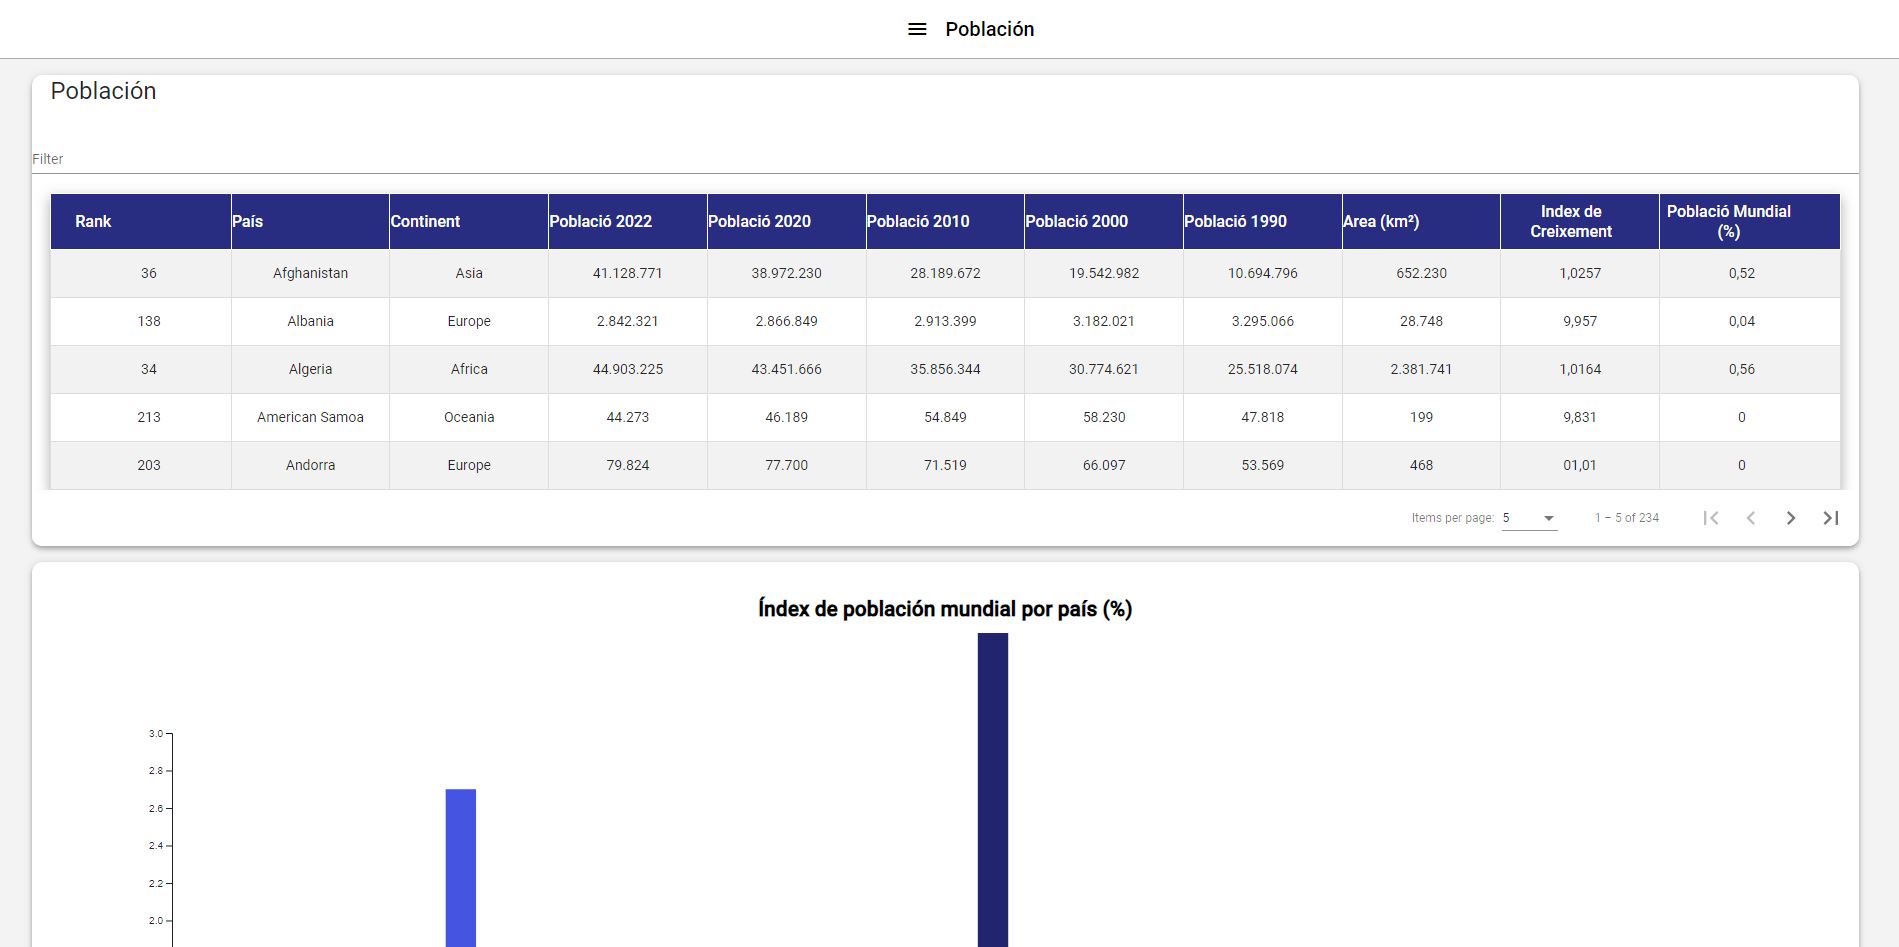 Población
Población
Filter
Rank País Continent Població 2022 Població 2020 Població 2010 Població 2000 Població 1990 Area (km²) Index de Creixement Població Mundial (%)
36 Afghanistan Asia 41.128.771 38.972.230 28.189.672 19.542.982 10.694.796 652.230 1,0257 0,52
138 Albania Europe 2.842.321 2.866.849 2.913.399 3.182.021 3.295.066 28.748 9,957 0,04
34 Algeria Africa 44.903.225 43.451.666 35.856.344 30.774.621 25.518.074 2.381.741 1,0164 0,56
213 American Samoa Oceania 44.273 46.189 54.849 58.230 47.818 199 9,831 0
203 Andorra Europe 79.824 77.700 71.519 66.097 53.569 468 01,01 0
Items per page: 5 1 – 5 of 234
Índex de población mundial por país (%)
3.0
2.8
2.6
2.4
2.2
2.0